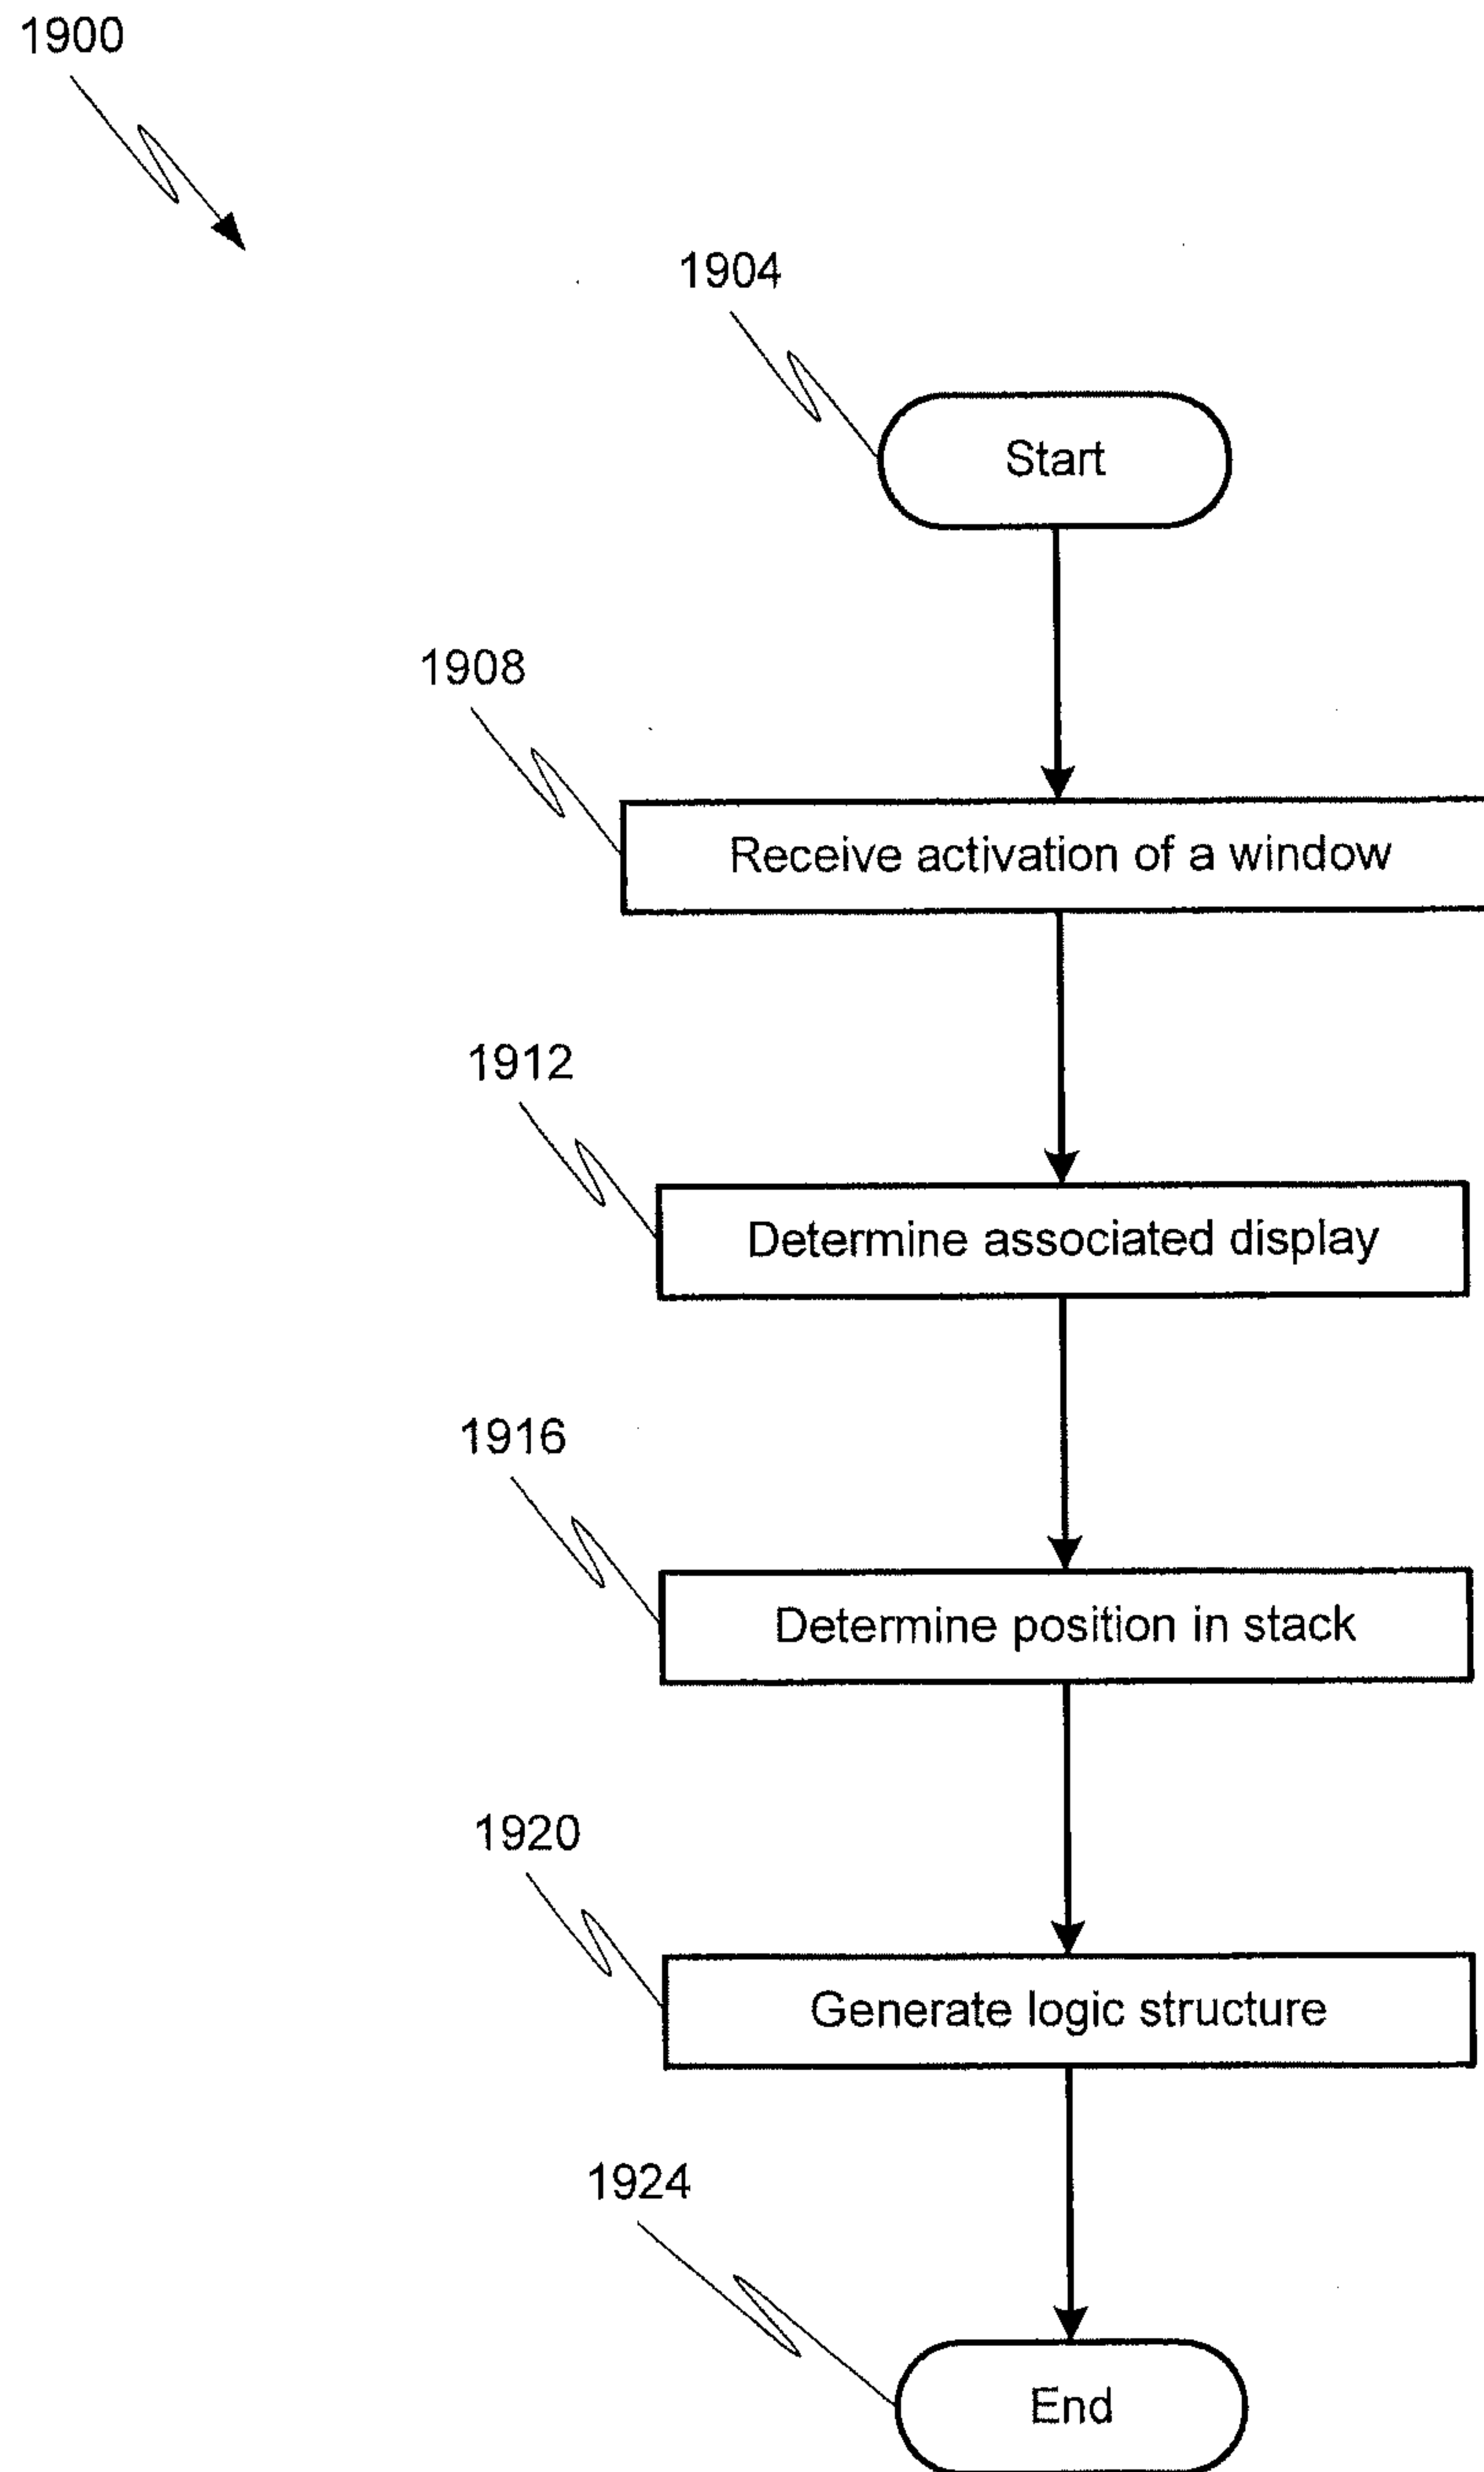 1900
1904
Start
1908
Receive activation of a window
1912
Determine associated display
1916
Determine position in stack
1920
Generate logic structure
1924
End